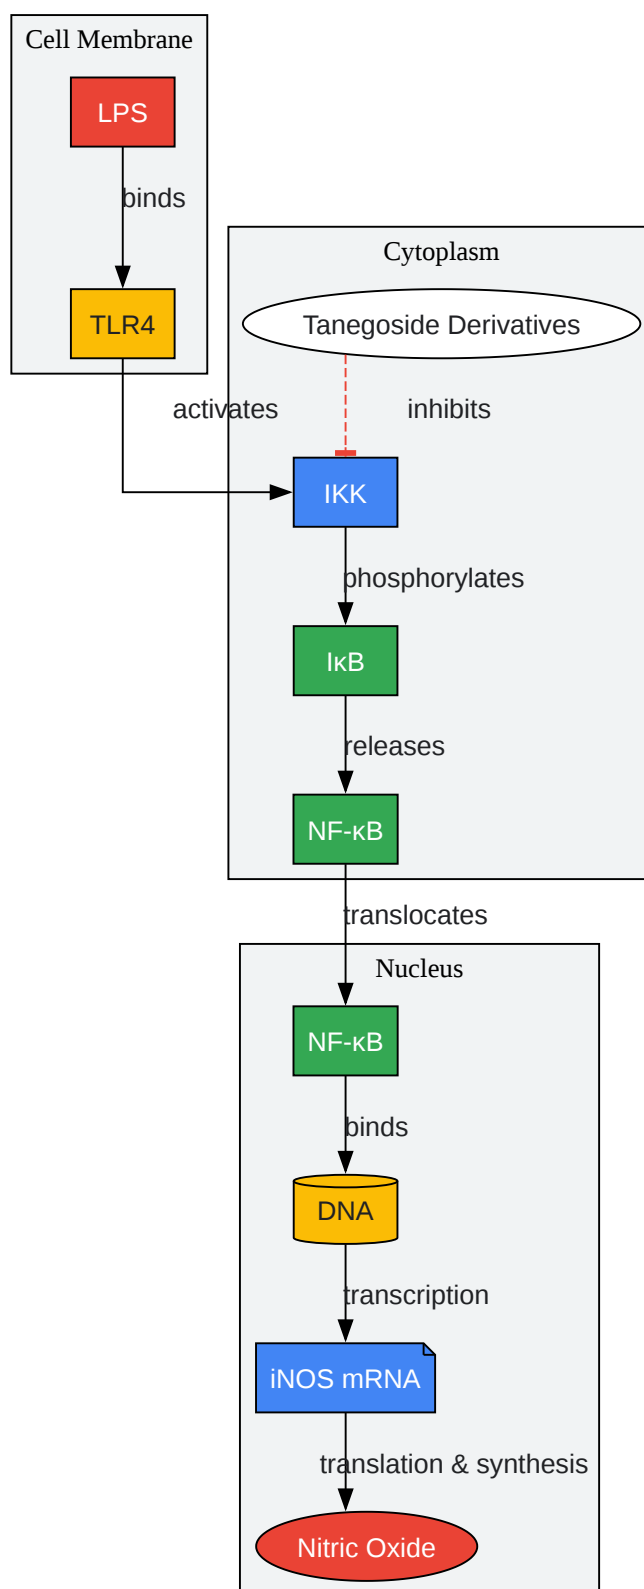 Cell Membrane
LPS
binds
TLR4
activates
Cytoplasm
Tanegoside Derivatives
inhibits
IKK
phosphorylates
IκB
releases
NF-κB
translocates
Nucleus
NF-κB
binds
DNA
transcription
iNOS mRNA
translation & synthesis
Nitric Oxide